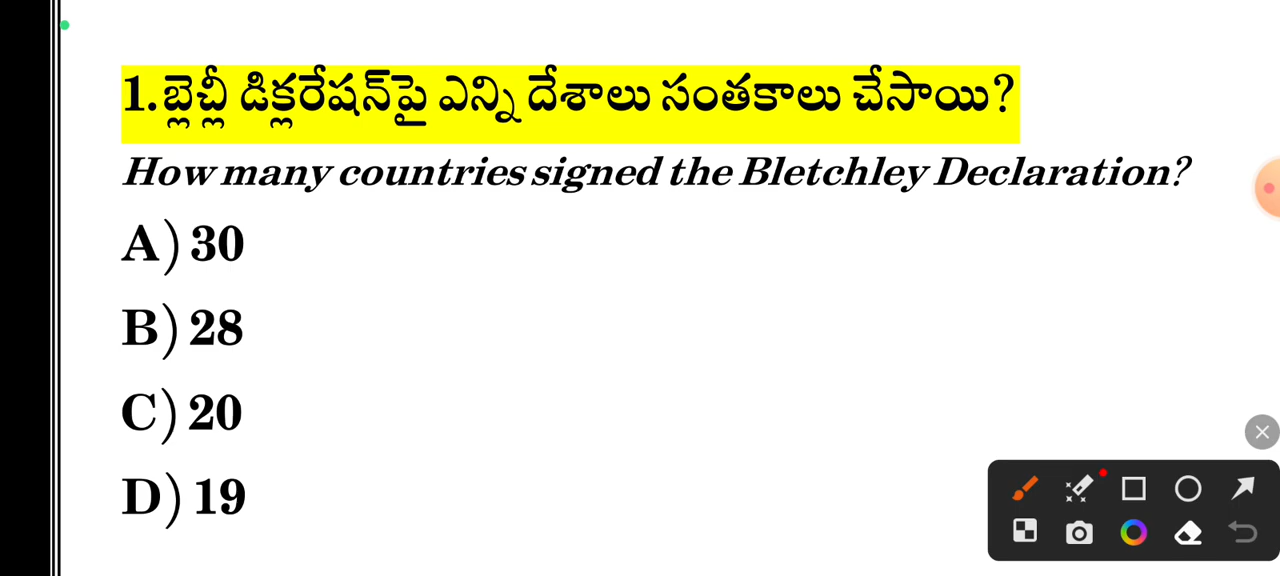 1.బ్లెచ్లీ డిక్లరేషన్‌పై ఎన్ని దేశాలు సంతకాలు చేసాయి?
How many countries signed the Bletchley Declaration?
A) 30
B) 28
C) 20
D) 19